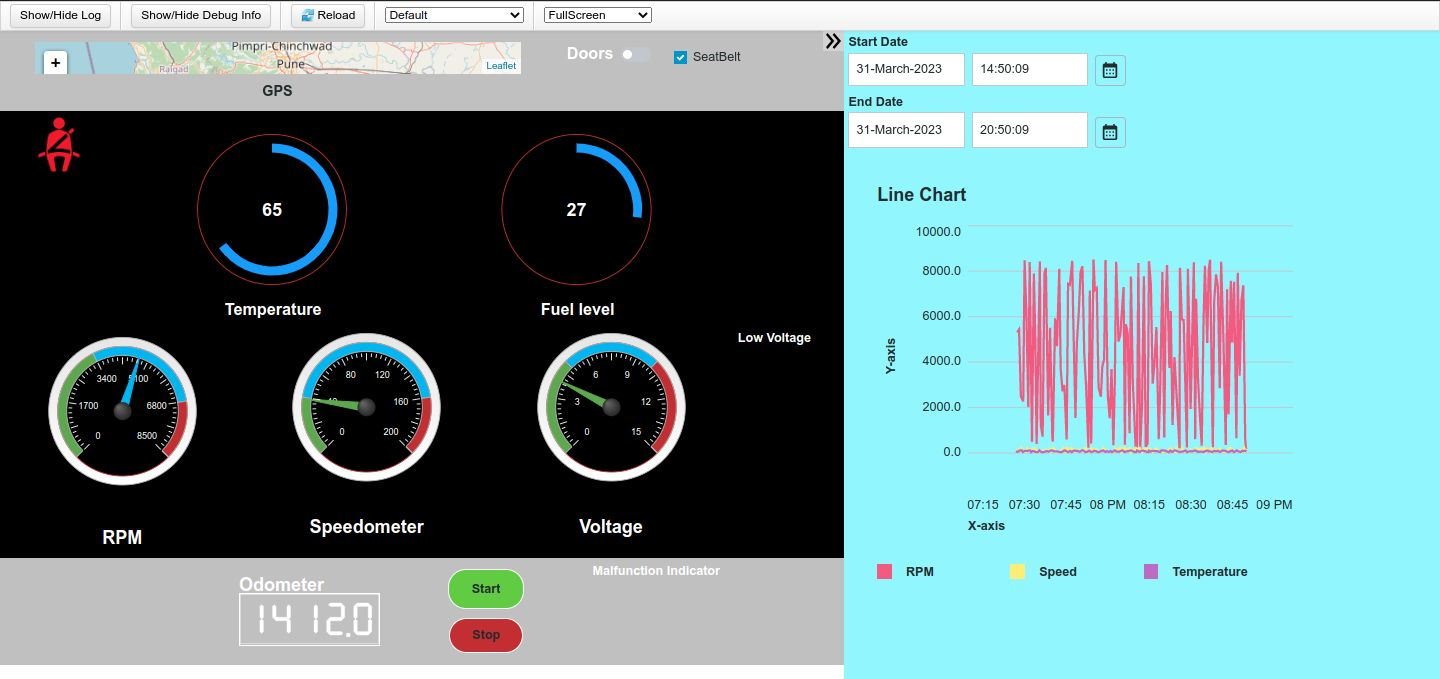 Show/Hide Log
Show/Hide Debug Info
Reload
Default
FullScreen
+
Pimpri-Chinchwad
Pune
Raigad
Leaflet
GPS
Doors
SeatBelt
65
Temperature
27
Fuel level
Low Voltage
0
1700
3400
5100
6800
8500
RPM
0
40
80
120
160
200
Speedometer
0
3
6
9
12
15
Voltage
Odometer
1412.0
Start
Stop
Malfunction Indicator
Start Date
31-March-2023
14:50:09
End Date
31-March-2023
20:50:09
Line Chart
10000.0
8000.0
6000.0
4000.0
2000.0
0.0
Y-axis
07:15 07:30 07:45 08 PM 08:15 08:30 08:45 09 PM
X-axis
RPM Speed Temperature